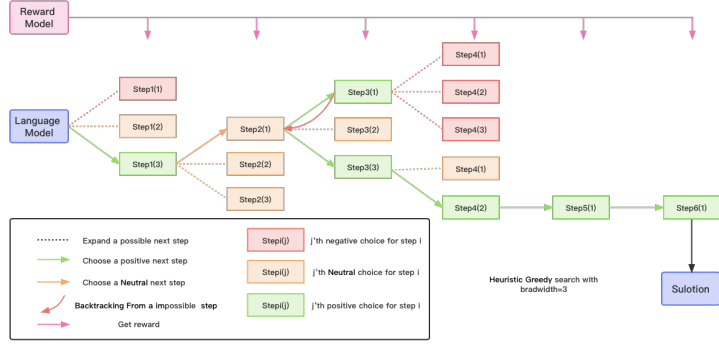 Reward
Model
Language
Model
Step1(1)
Step1(2)
Step1(3)
Step2(1)
Step2(2)
Step2(3)
Step3(1)
Step3(2)
Step3(3)
Step4(1)
Step4(2)
Step4(3)
Step4(1)
Step4(2)
Step5(1)
Step6(1)
Sulotion
Expand a possible next step
Choose a positive next step
Choose a Neutral next step
Backtracking From a impossible step
Get reward
Stepi(j) j'th negative choice for step i
Stepi(j) j'th Neutral choice for step i
Stepi(j) j'th positive choice for step i
Heuristic Greedy search with
bradwidth=3